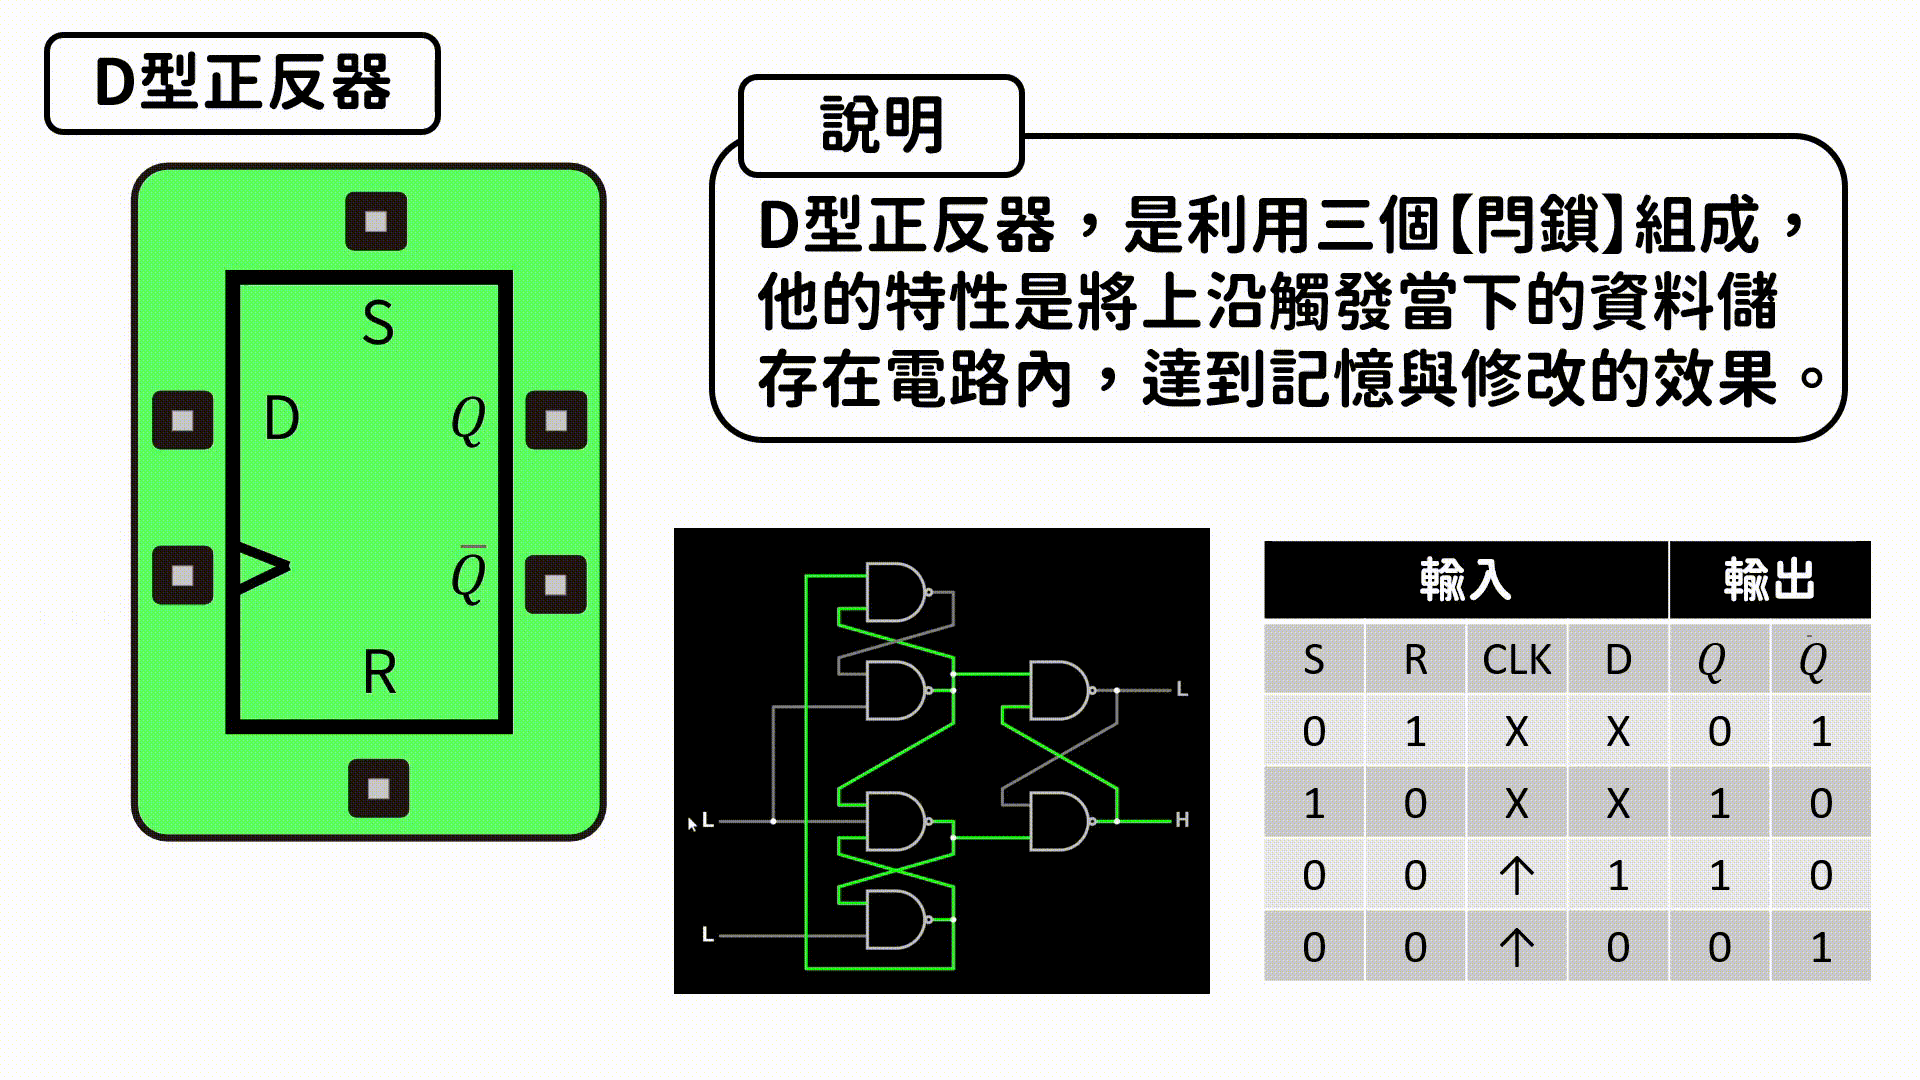 D型正反器
說明
D型正反器，是利用三個【閂鎖】組成，
他的特性是將上沿觸發當下的資料儲
存在電路內，達到記憶與修改的效果。
S
D Q
Q̅
R
L
L H
L
輸入 輸出
S R CLK D Q Q̅
0 1 X X 0 1
1 0 X X 1 0
0 0 ↑ 1 1 0
0 0 ↑ 0 0 1